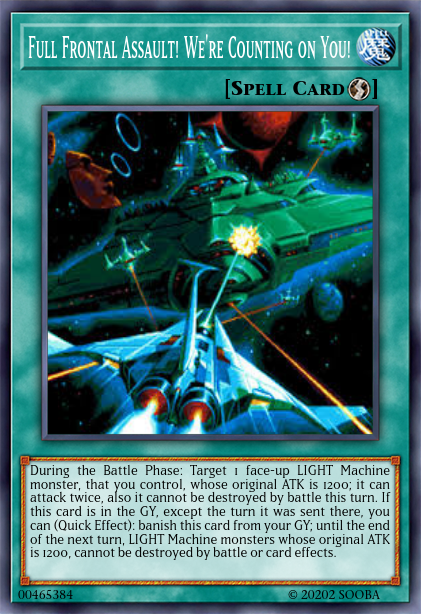 Full Frontal Assault! We're Counting on You!
魔
[Spell Card]
During the Battle Phase: Target 1 face-up LIGHT Machine
monster, that you control, whose original ATK is 1200; it can
attack twice, also it cannot be destroyed by battle this turn. If
this card is in the GY, except the turn it was sent there, you
can (Quick Effect): banish this card from your GY; until the end
of the next turn, LIGHT Machine monsters whose original ATK
is 1200, cannot be destroyed by battle or card effects.
00465384 © 20202 SOOBA